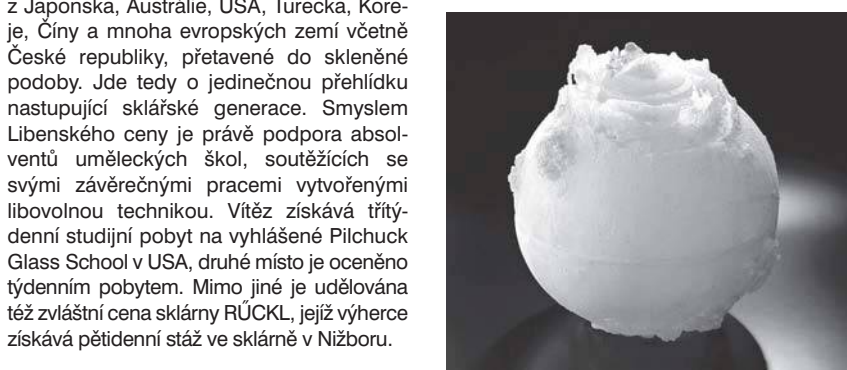 z Japonska, Austrálie, USA, Turecka, Kore-
je, Číny a mnoha evropských zemí včetně
České republiky, přetavené do skleněné
podoby. Jde tedy o jedinečnou přehlídku
nastupující sklářské generace. Smyslem
Libenského ceny je právě podpora absol-
ventů uměleckých škol, soutěžících se
svými závěrečnými pracemi vytvořenými
libovolnou technikou. Vítěz získává třítý-
denní studijní pobyt na vyhlášené Pilchuck
Glass School v USA, druhé místo je oceněno
týdenním pobytem. Mimo jiné je udělována
též zvláštní cena sklárny RŰCKL, jejíž výherce
získává pětidenní stáž ve sklárně v Nižboru.